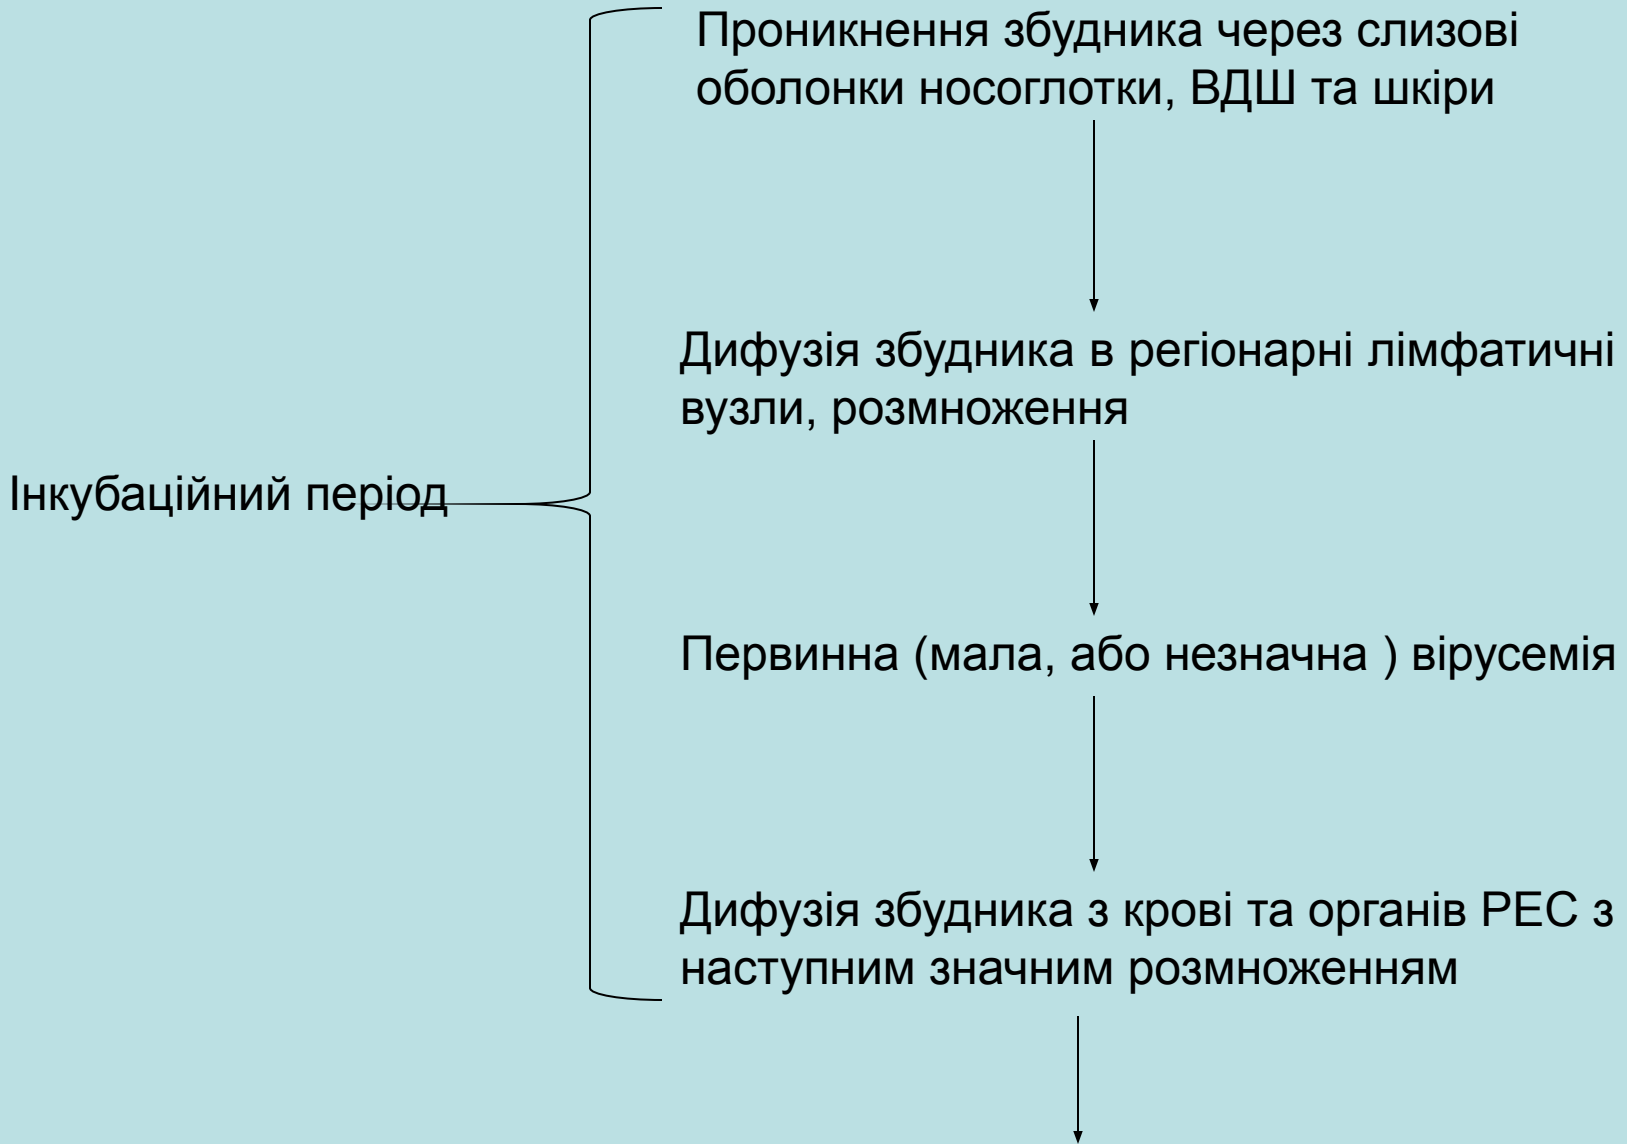 Проникнення збудника через слизові
оболонки носоглотки, ВДШ та шкіри
Дифузія збудника в регіонарні лімфатичні
вузли, розмноження
Інкубаційний період
Первинна (мала, або незначна ) вірусемія
Дифузія збудника з крові та органів РЕС з
наступним значним розмноженням